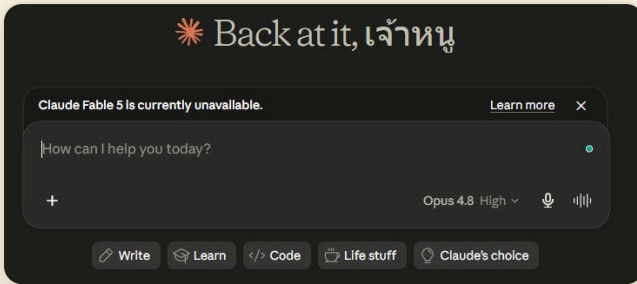 Back at it, เจ้าหนู
Claude Fable 5 is currently unavailable. Learn more
How can I help you today?
Opus 4.8 High
Write Learn Code Life stuff Claude's choice